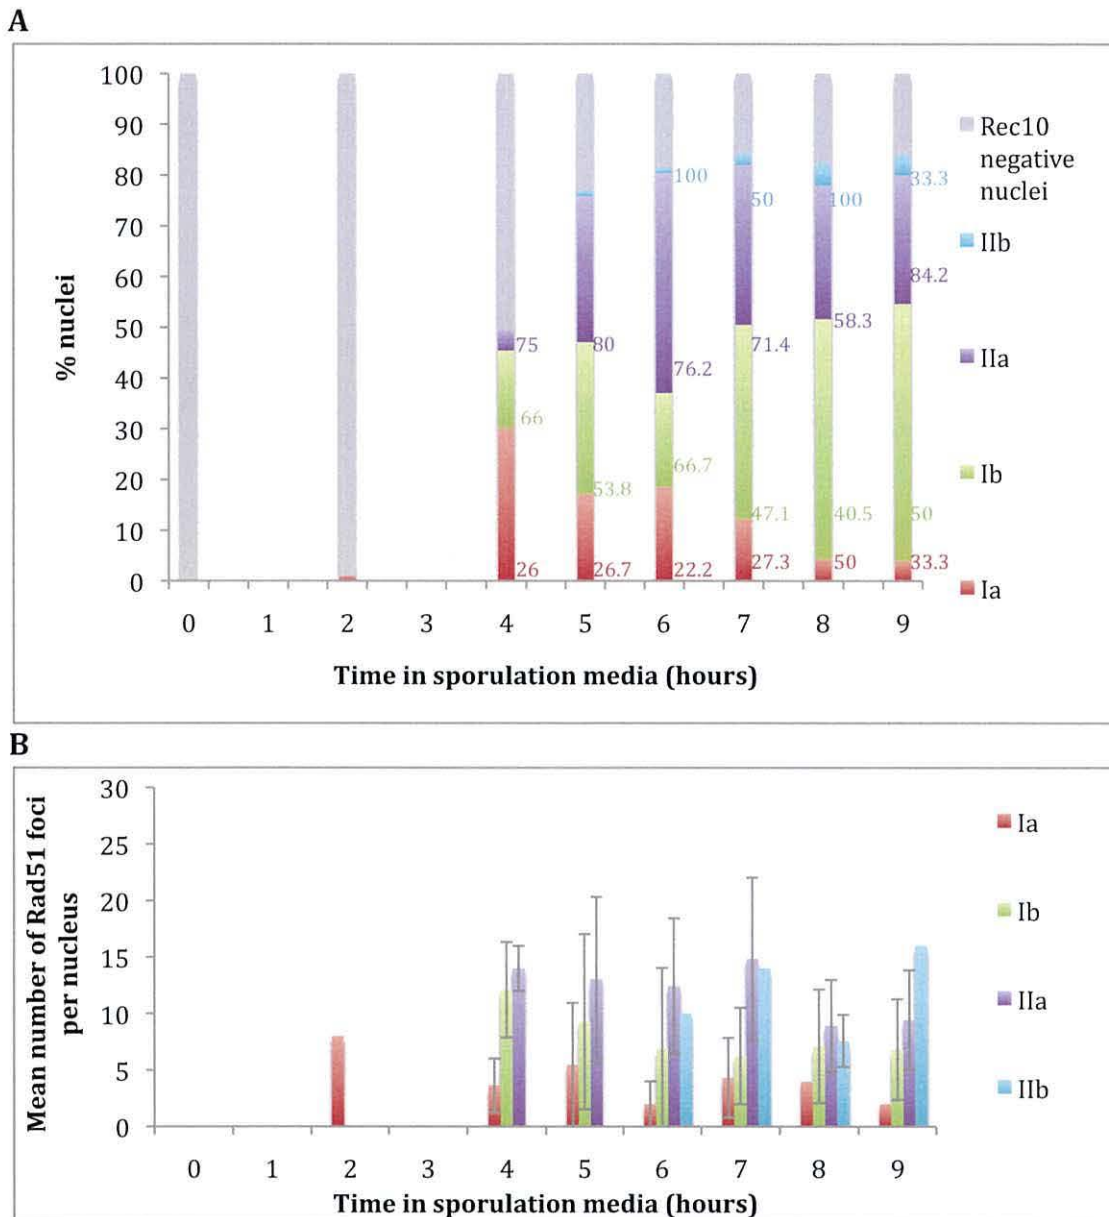 A
100
90
80
70
60
50
40
30
20
10
0
% nuclei
Rec10
negative
nuclei
IIb
IIa
Ib
Ia
75
66
26
80
53.8
26.7
100
76.2
66.7
22.2
50
71.4
47.1
27.3
100
58.3
40.5
50
33.3
84.2
50
33.3
0 1 2 3 4 5 6 7 8 9
Time in sporulation media (hours)
B
Mean number of Rad51 foci
per nucleus
30
25
20
15
10
5
0
Ia
Ib
IIa
IIb
0 1 2 3 4 5 6 7 8 9
Time in sporulation media (hours)